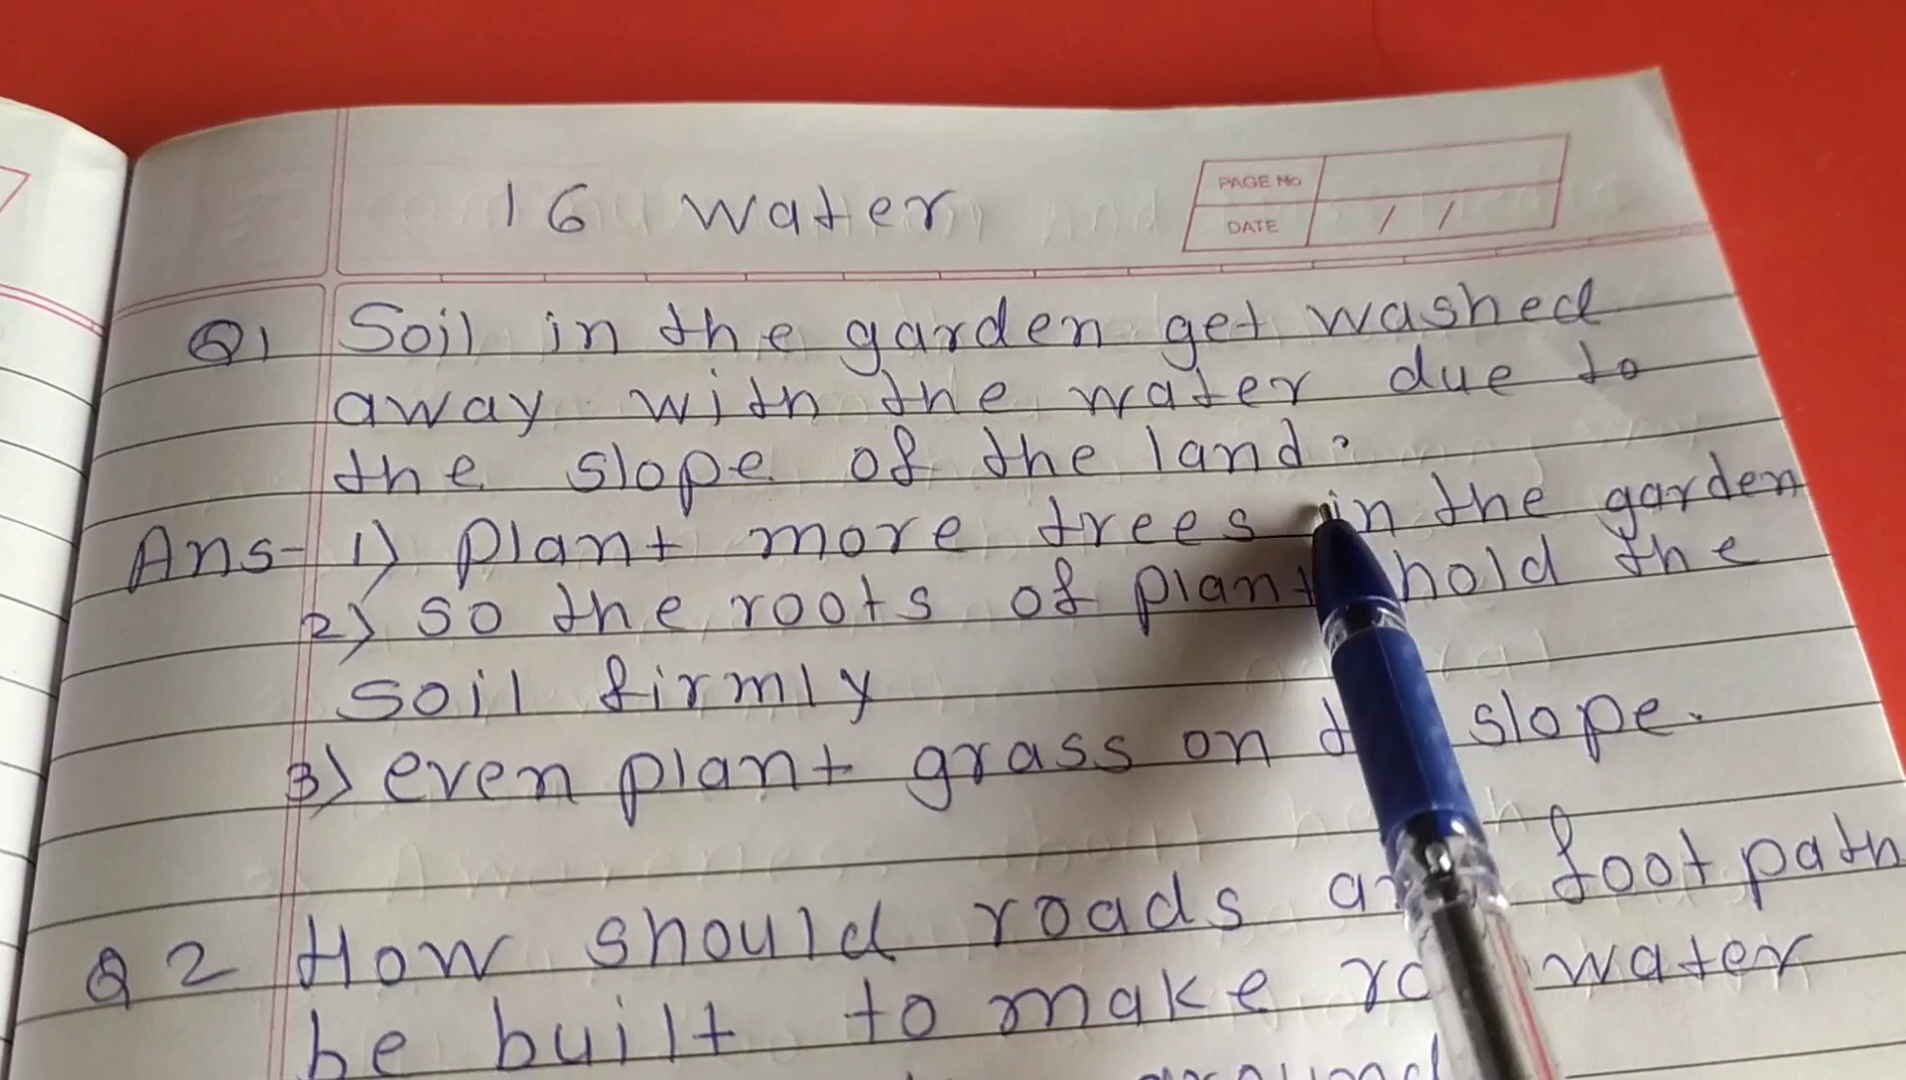 16 water
PAGE No
DATE / /
Q1 Soil in the garden get washed
away with the water due to
the slope of the land?
Ans- 1) plant more trees in the garden
2) so the roots of plant hold the
soil firmly
3) even plant grass on slope.
Q2 How should roads footpath
be built to make water